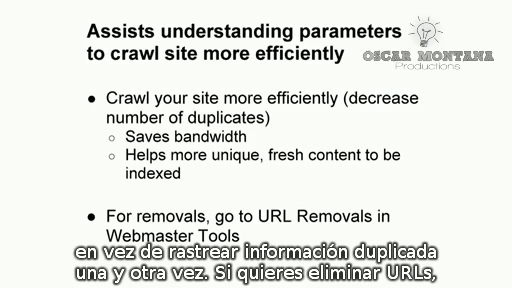 Assists understanding parameters
to crawl site more efficiently
OSCAR MONTANA
Productions
● Crawl your site more efficiently (decrease
number of duplicates)
○ Saves bandwidth
○ Helps more unique, fresh content to be
indexed
● For removals, go to URL Removals in
Webmaster Tools
en vez de rastrear información duplicada
una y otra vez. Si quieres eliminar URLs,